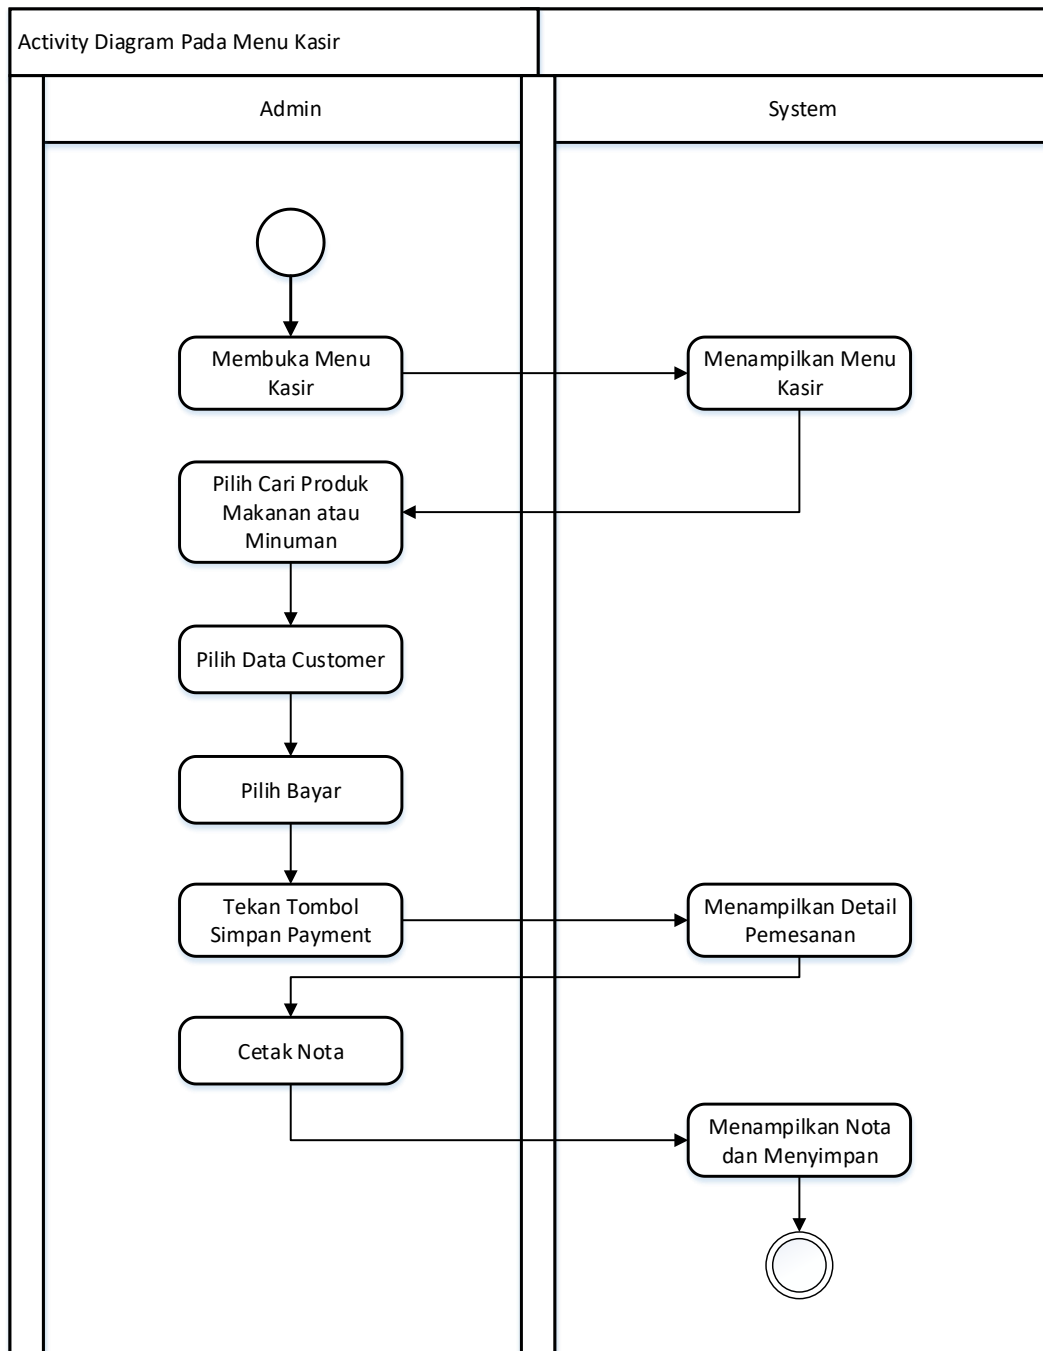 Activity Diagram Pada Menu Kasir
Admin
System
Membuka Menu
Kasir
Menampilkan Menu
Kasir
Pilih Cari Produk
Makanan atau
Minuman
Pilih Data Customer
Pilih Bayar
Tekan Tombol
Simpan Payment
Menampilkan Detail
Pemesanan
Cetak Nota
Menampilkan Nota
dan Menyimpan